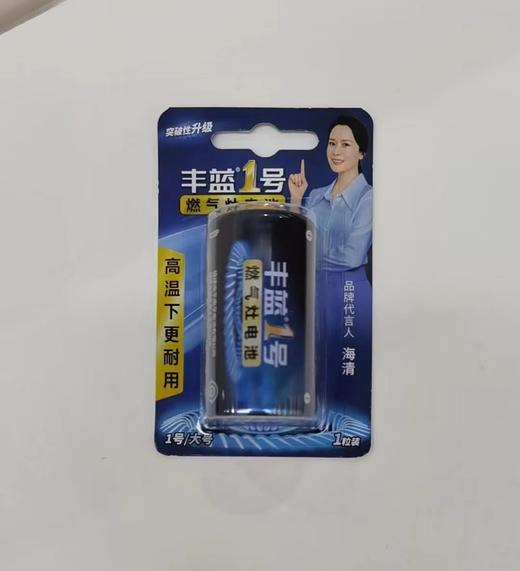 突破性升级
丰蓝®1号
燃气灶电池
高温下更耐用
丰蓝®1号
燃气灶电池
品牌代言人 海清
1号/大号
1粒装